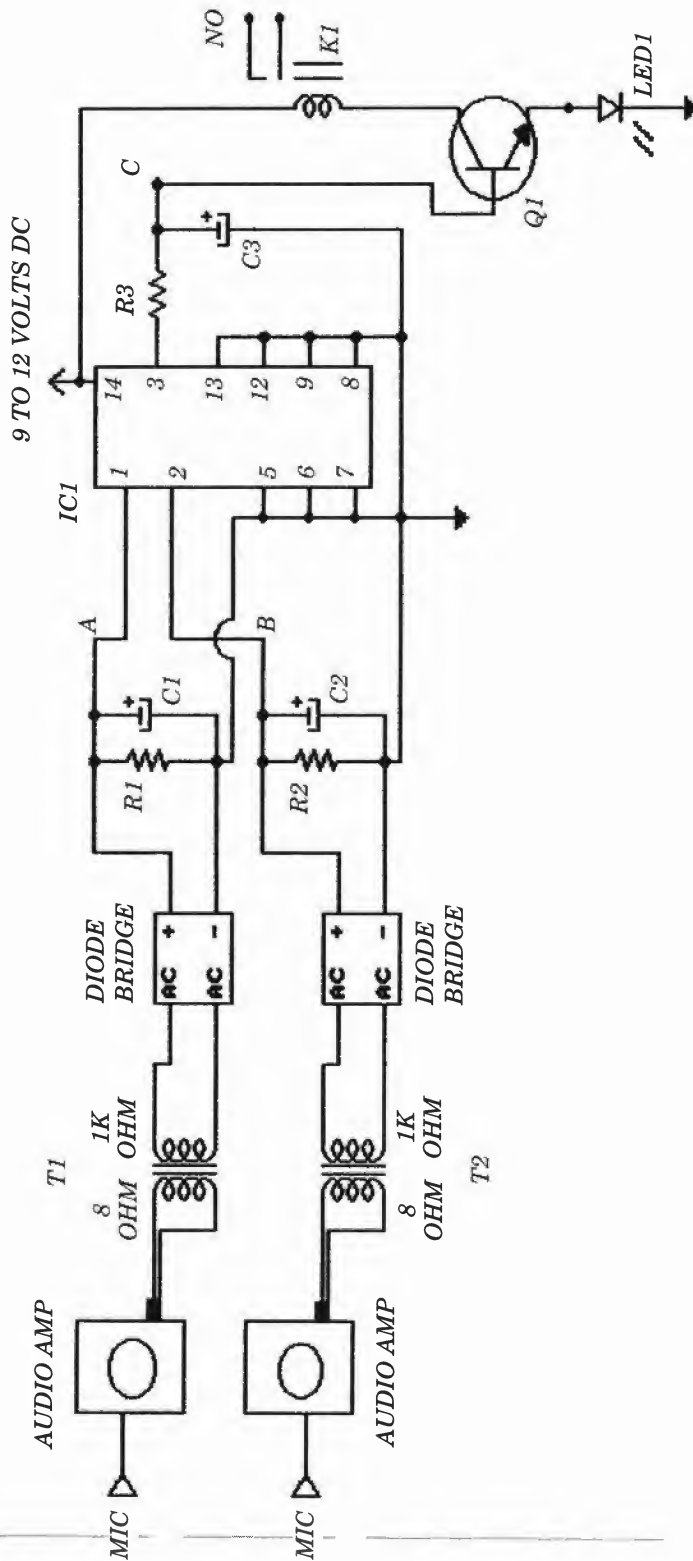 MIC
AUDIO AMP
T1
8
OHM
1K
OHM
DIODE
BRIDGE
AC
AC
+
-
R1
+
C1
A
IC1
9 TO 12 VOLTS DC
1
2
5
6
7
14
3
13
12
9
8
R3
C
+
C3
NO
K1
Q1
LED1
MIC
AUDIO AMP
T2
8
OHM
1K
OHM
DIODE
BRIDGE
AC
AC
+
-
R2
+
C2
B